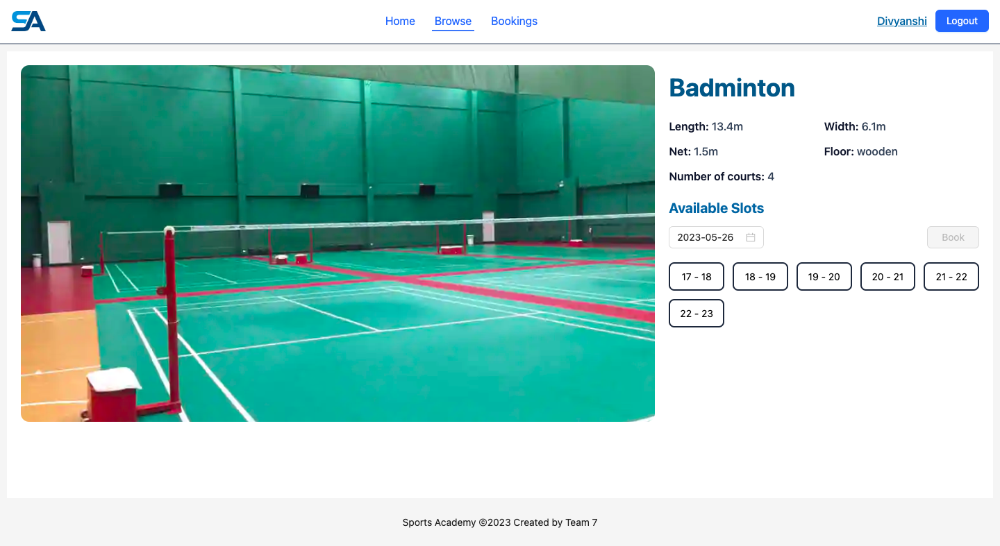 SA
Home Browse Bookings
Divyanshi Logout
Badminton
Length: 13.4m Width: 6.1m
Net: 1.5m Floor: wooden
Number of courts: 4
Available Slots
2023-05-26 Book
17 - 18 18 - 19 19 - 20 20 - 21 21 - 22
22 - 23
Sports Academy ©2023 Created by Team 7